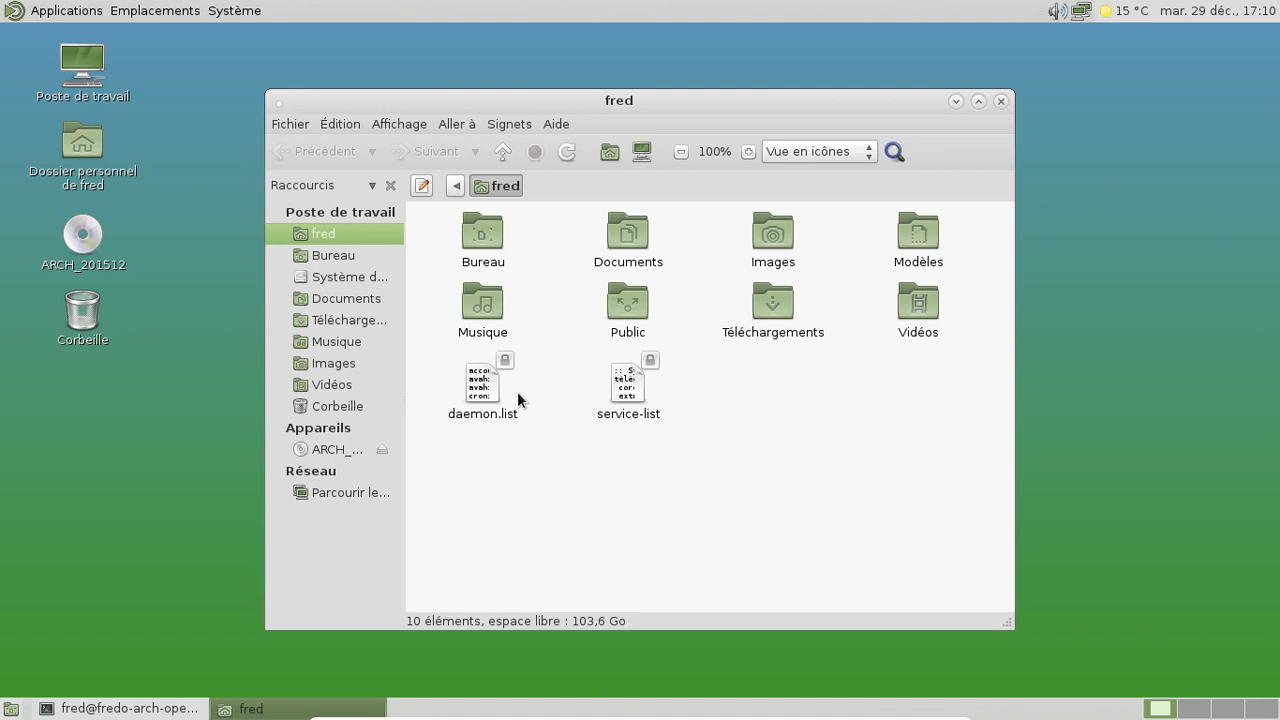 Applications Emplacements Système
15 °C mar. 29 déc., 17:10
Poste de travail
Dossier personnel
de fred
ARCH_201512
Corbeille
fred
Fichier Édition Affichage Aller à Signets Aide
Précédent Suivant 100% Vue en icônes
Raccourcis
fred
Poste de travail
fred
Bureau
Système d...
Documents
Télécharge...
Musique
Images
Vidéos
Corbeille
Appareils
ARCH_...
Réseau
Parcourir le...
Bureau Documents Images Modèles
Musique Public Téléchargements Vidéos
daemon.list service-list
10 éléments, espace libre : 103,6 Go
fred@fredo-arch-ope... fred